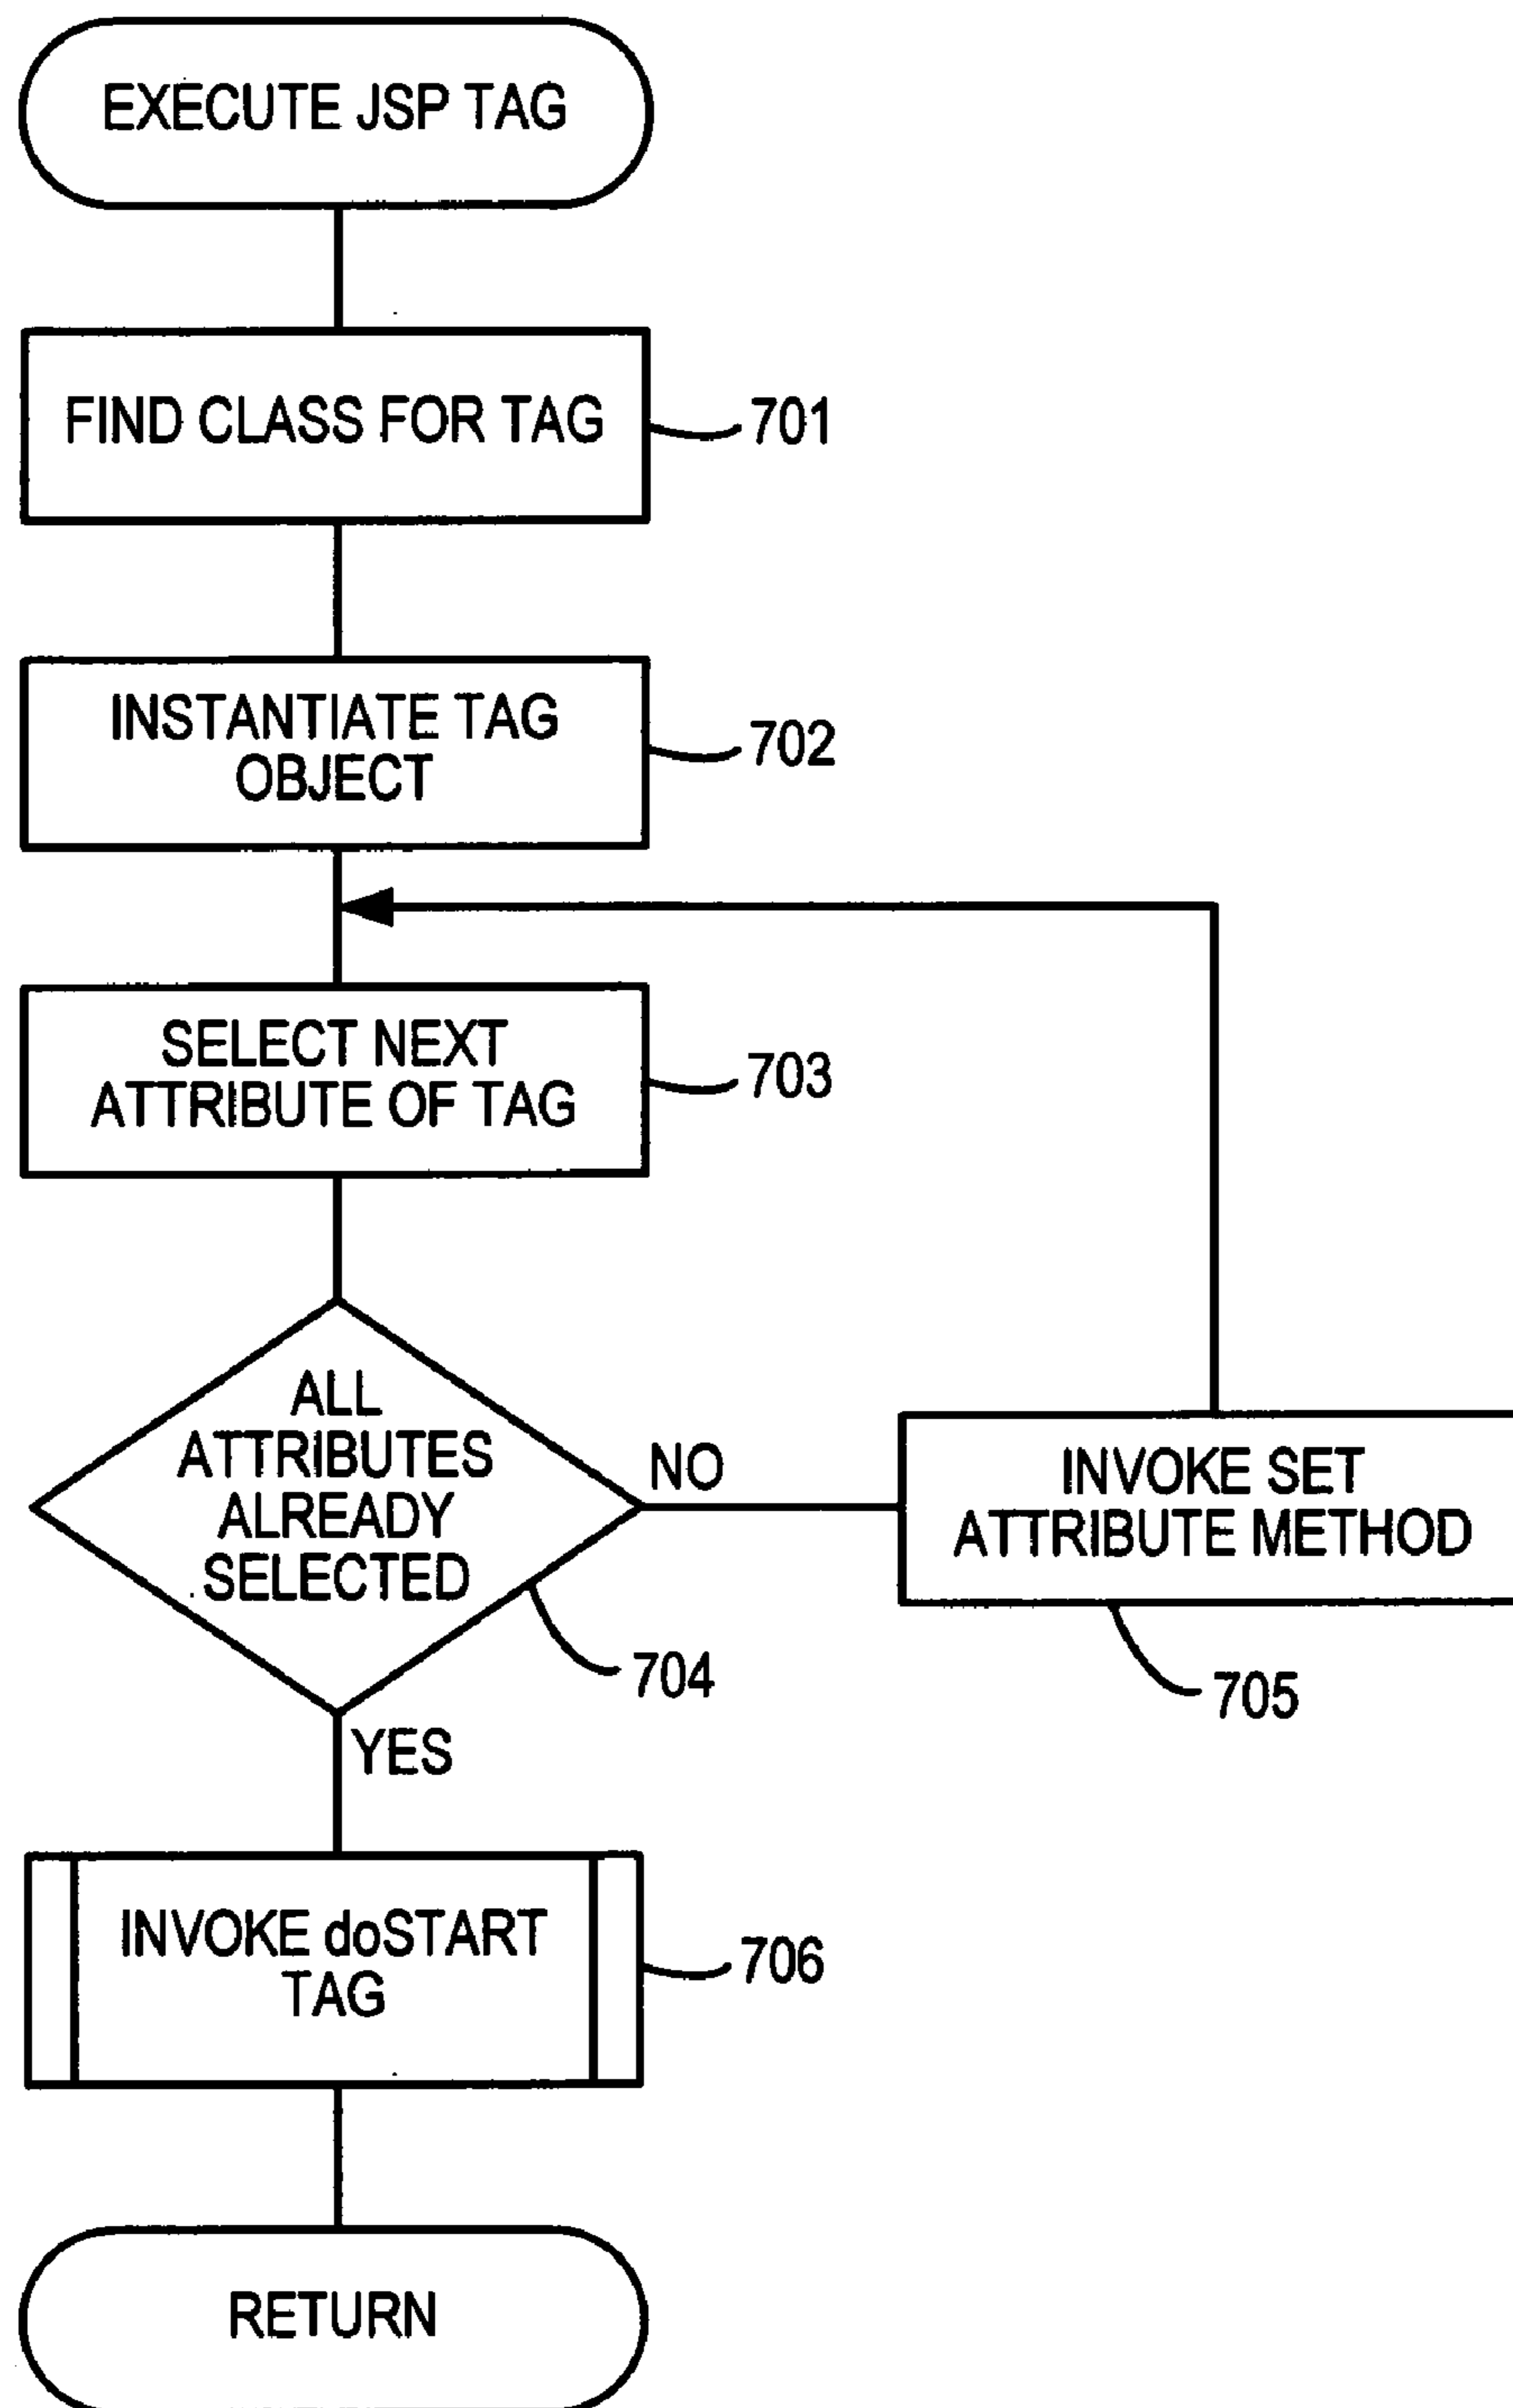 EXECUTE JSP TAG
FIND CLASS FOR TAG
701
INSTANTIATE TAG
OBJECT
702
SELECT NEXT
ATTRIBUTE OF TAG
703
ALL
ATTRIBUTES
ALREADY
SELECTED
NO
704
INVOKE SET
ATTRIBUTE METHOD
705
YES
INVOKE doSTART
TAG
706
RETURN